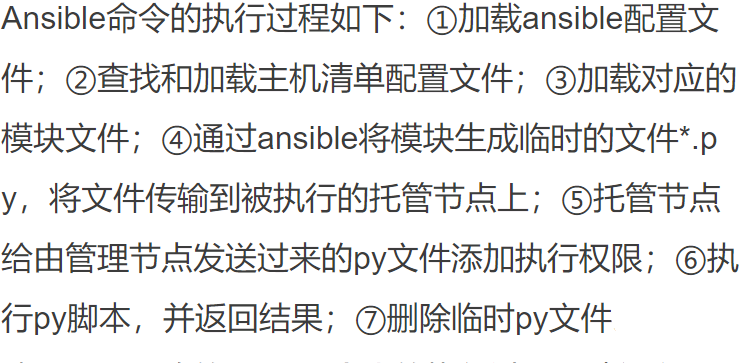 Ansible命令的执行过程如下：①加载ansible配置文
件；②查找和加载主机清单配置文件；③加载对应的
模块文件；④通过ansible将模块生成临时的文件*.p
y，将文件传输到被执行的托管节点上；⑤托管节点
给由管理节点发送过来的py文件添加执行权限；⑥执
行py脚本，并返回结果；⑦删除临时py文件